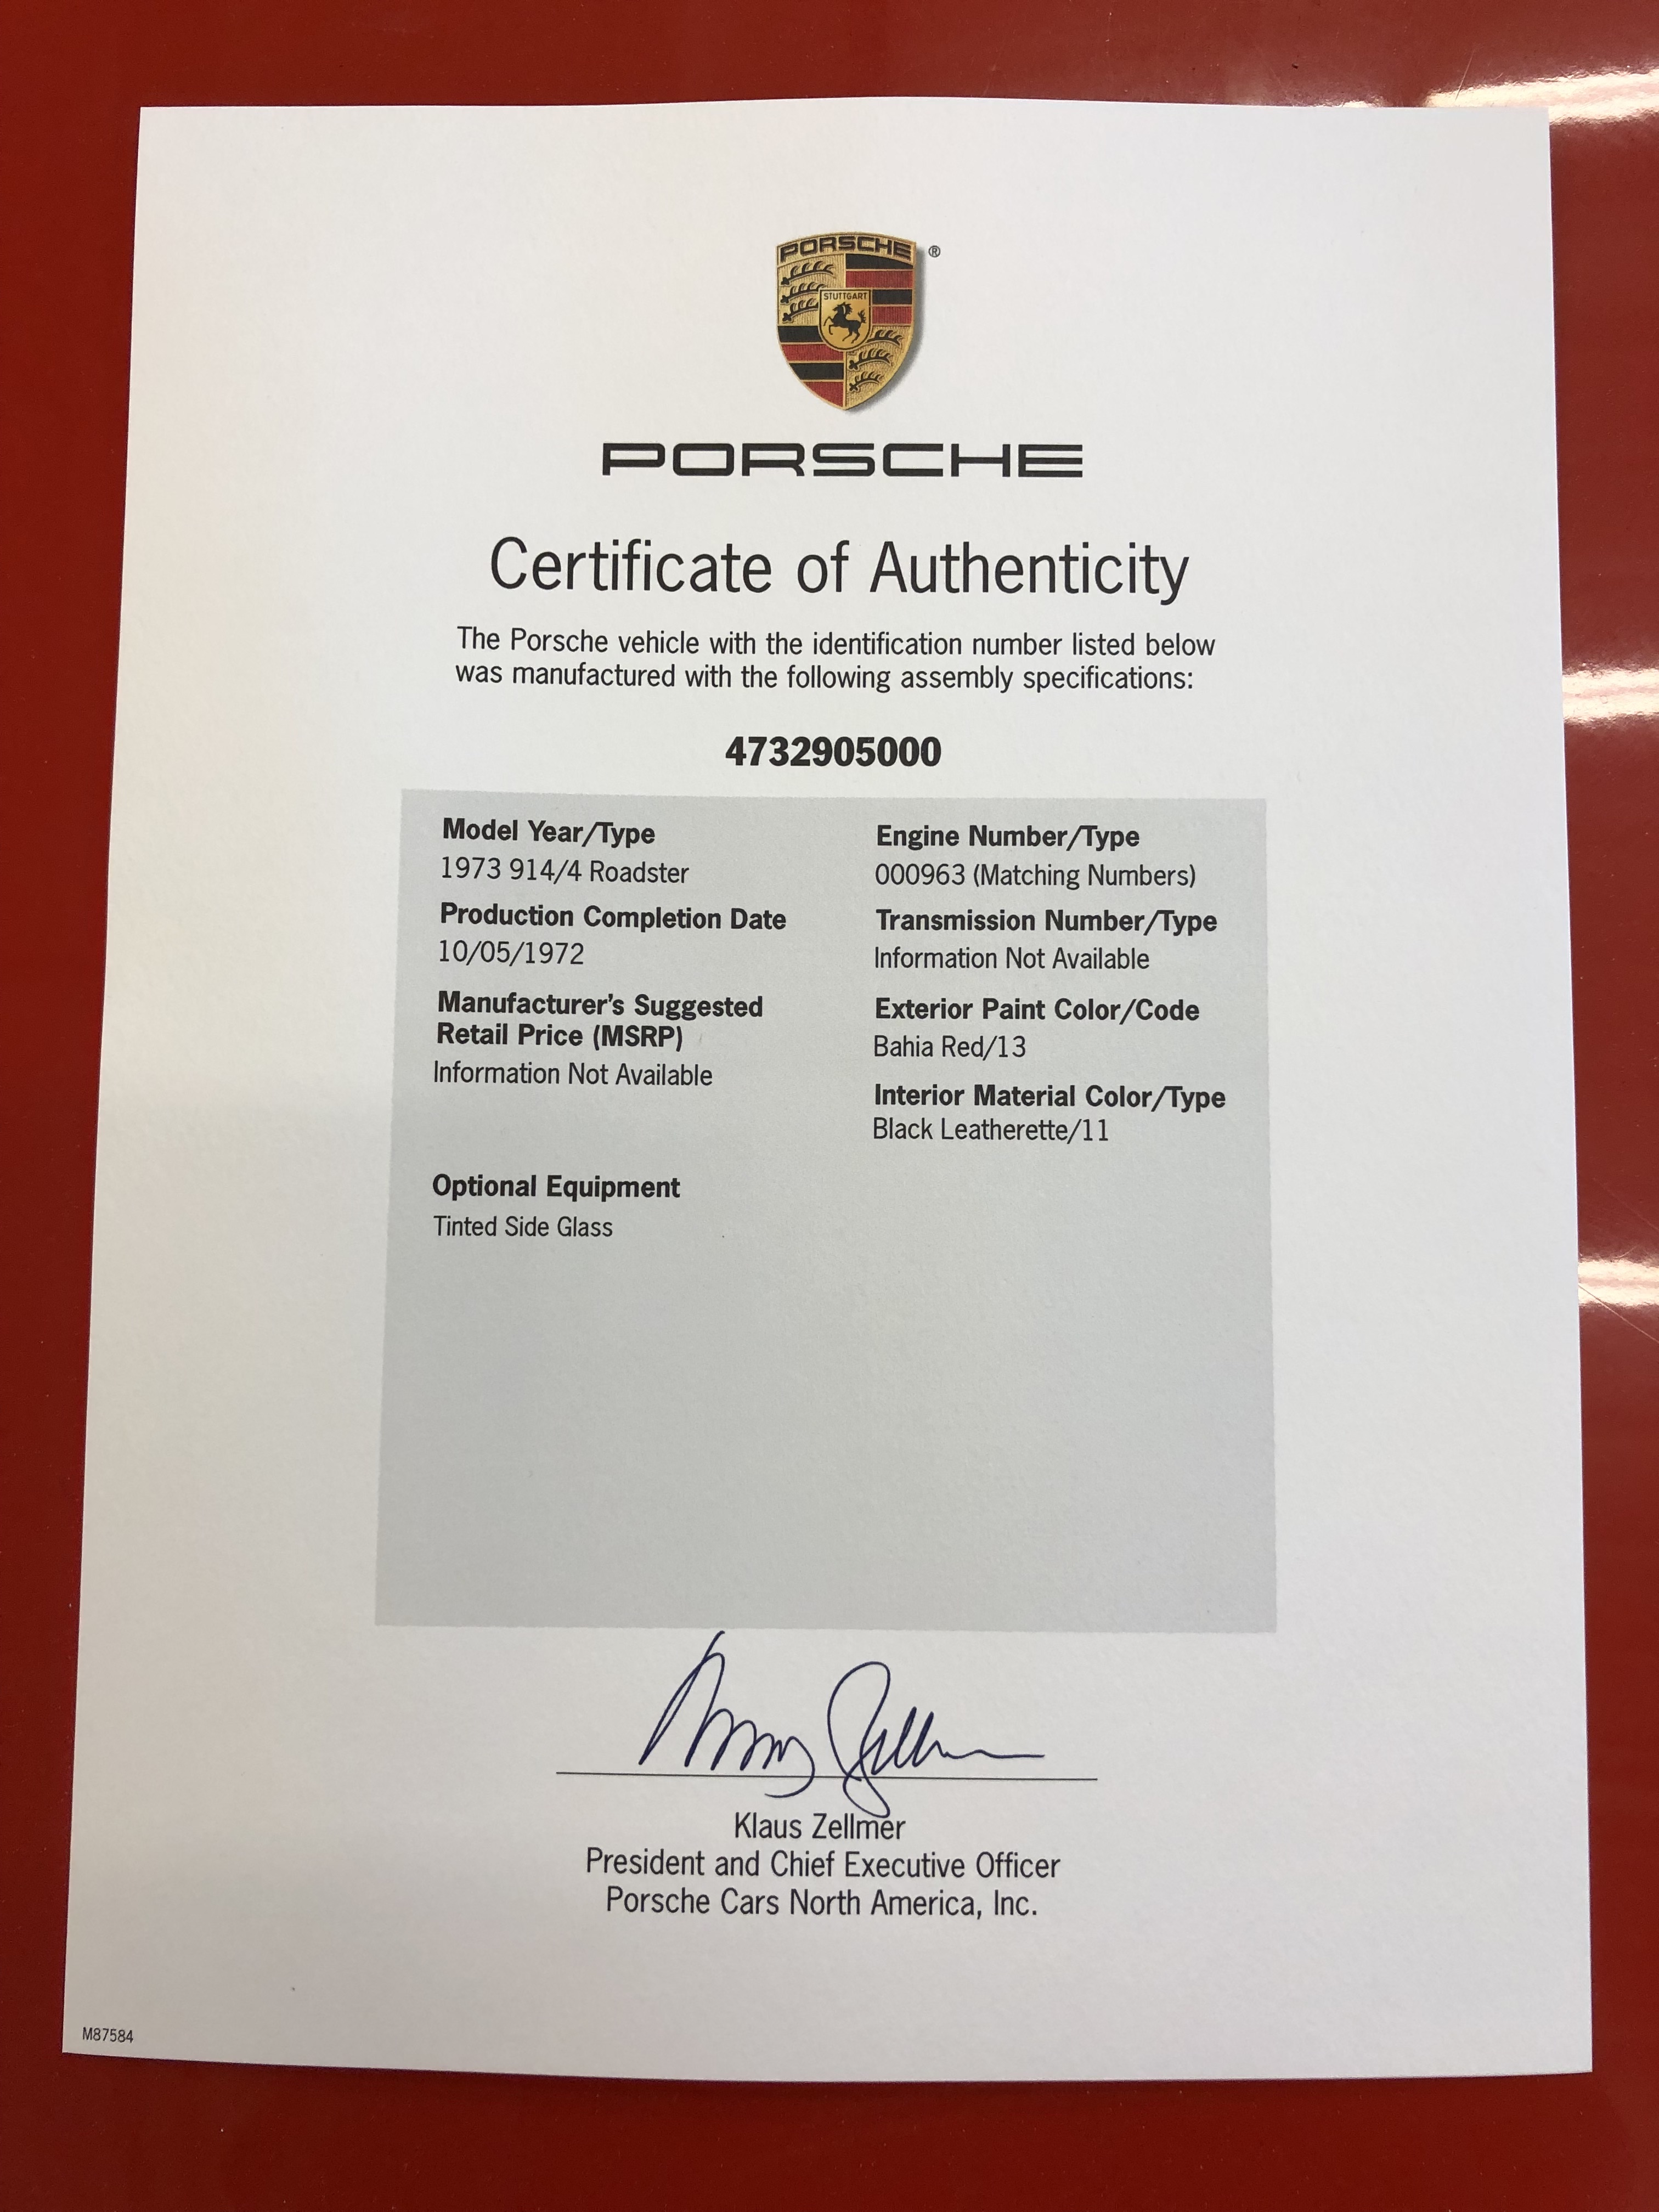 PORSCHE
®
STUTTGART
PORSCHE
Certificate of Authenticity
The Porsche vehicle with the identification number listed below
was manufactured with the following assembly specifications:
4732905000
Model Year/Type
1973 914/4 Roadster
Production Completion Date
10/05/1972
Manufacturer's Suggested
Retail Price (MSRP)
Information Not Available
Engine Number/Type
000963 (Matching Numbers)
Transmission Number/Type
Information Not Available
Exterior Paint Color/Code
Bahia Red/13
Interior Material Color/Type
Black Leatherette/11
Optional Equipment
Tinted Side Glass
Klaus Zellmer
President and Chief Executive Officer
Porsche Cars North America, Inc.
M87584